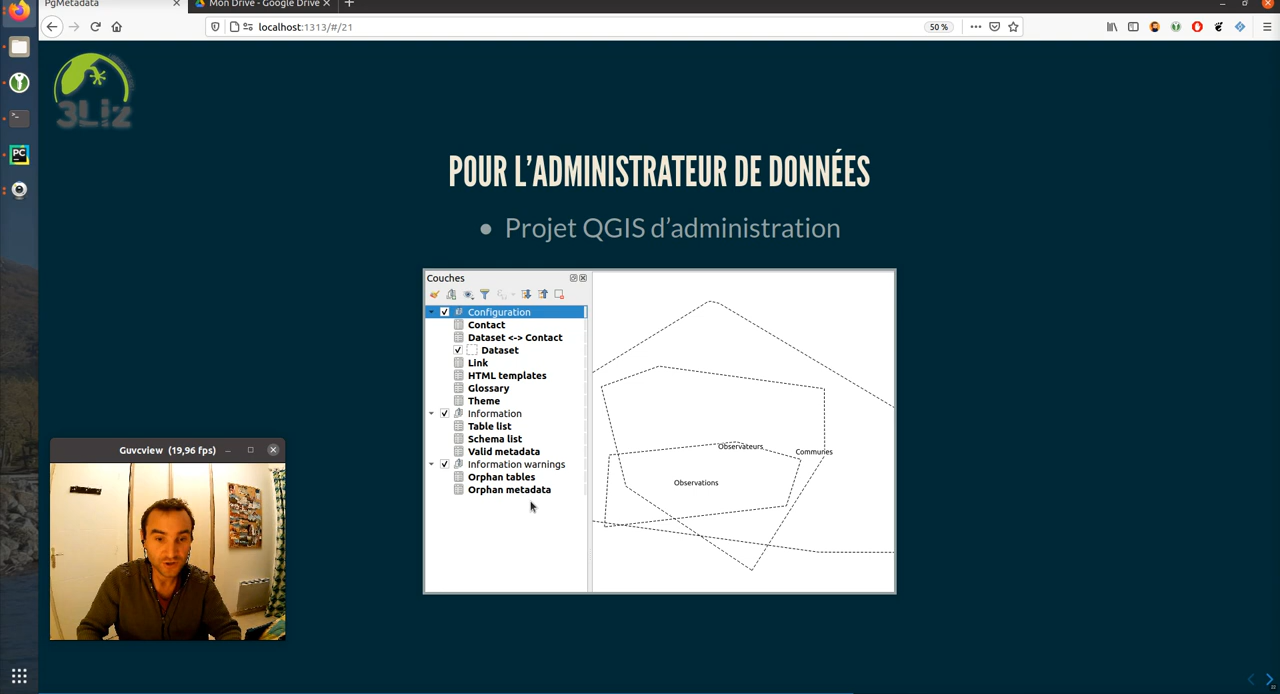 PgMetadata
Mon Drive - Google Drive
localhost:1313/#/21
50 %
3Liz
POUR L'ADMINISTRATEUR DE DONNÉES
Projet QGIS d'administration
Couches
Configuration
Contact
Dataset <-> Contact
Dataset
Link
HTML templates
Glossary
Theme
Information
Table list
Schema list
Valid metadata
Information warnings
Orphan tables
Orphan metadata
Observateurs
Communes
Observations
Guvcview (19,96 fps)
PC